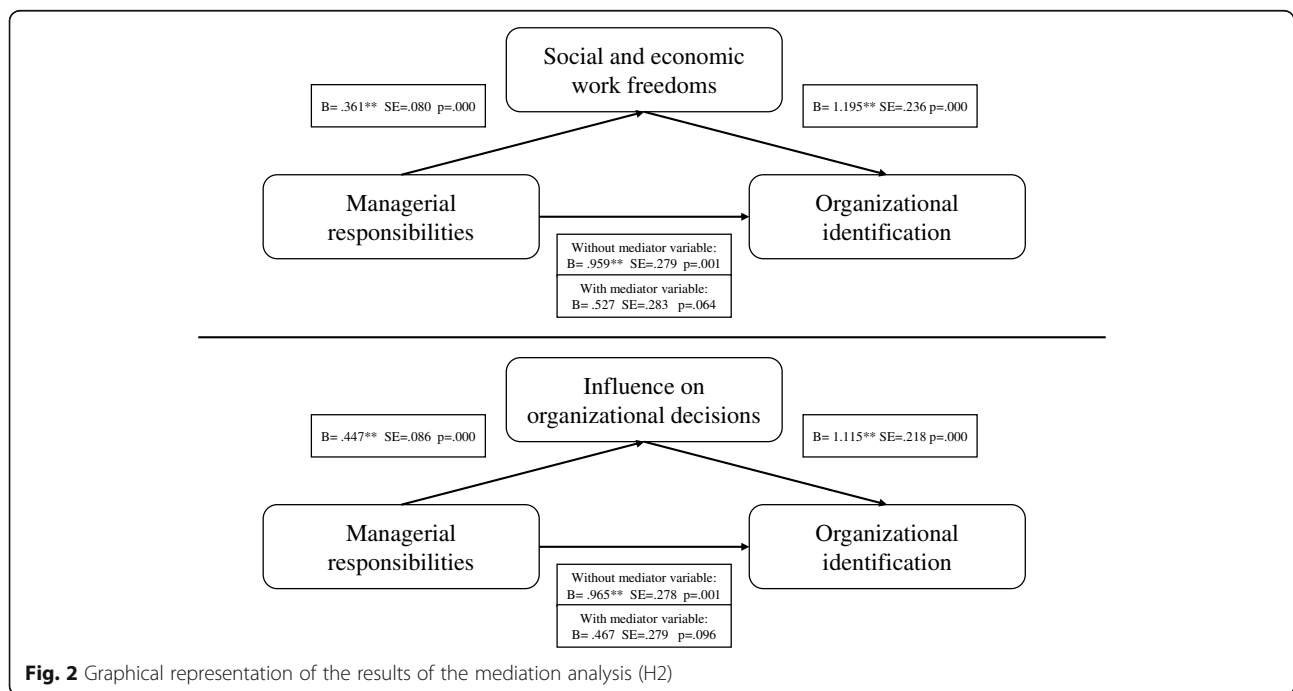 Social and economic
work freedoms
B= .361** SE=.080 p=.000
B= 1.195** SE=.236 p=.000
Managerial
responsibilities
Organizational
identification
Without mediator variable:
B= .959** SE=.279 p=.001
With mediator variable:
B= .527 SE=.283 p=.064
Influence on
organizational decisions
B= .447** SE=.086 p=.000
B= 1.115** SE=.218 p=.000
Managerial
responsibilities
Organizational
identification
Without mediator variable:
B= .965** SE=.278 p=.001
With mediator variable:
B= .467 SE=.279 p=.096
Fig. 2 Graphical representation of the results of the mediation analysis (H2)